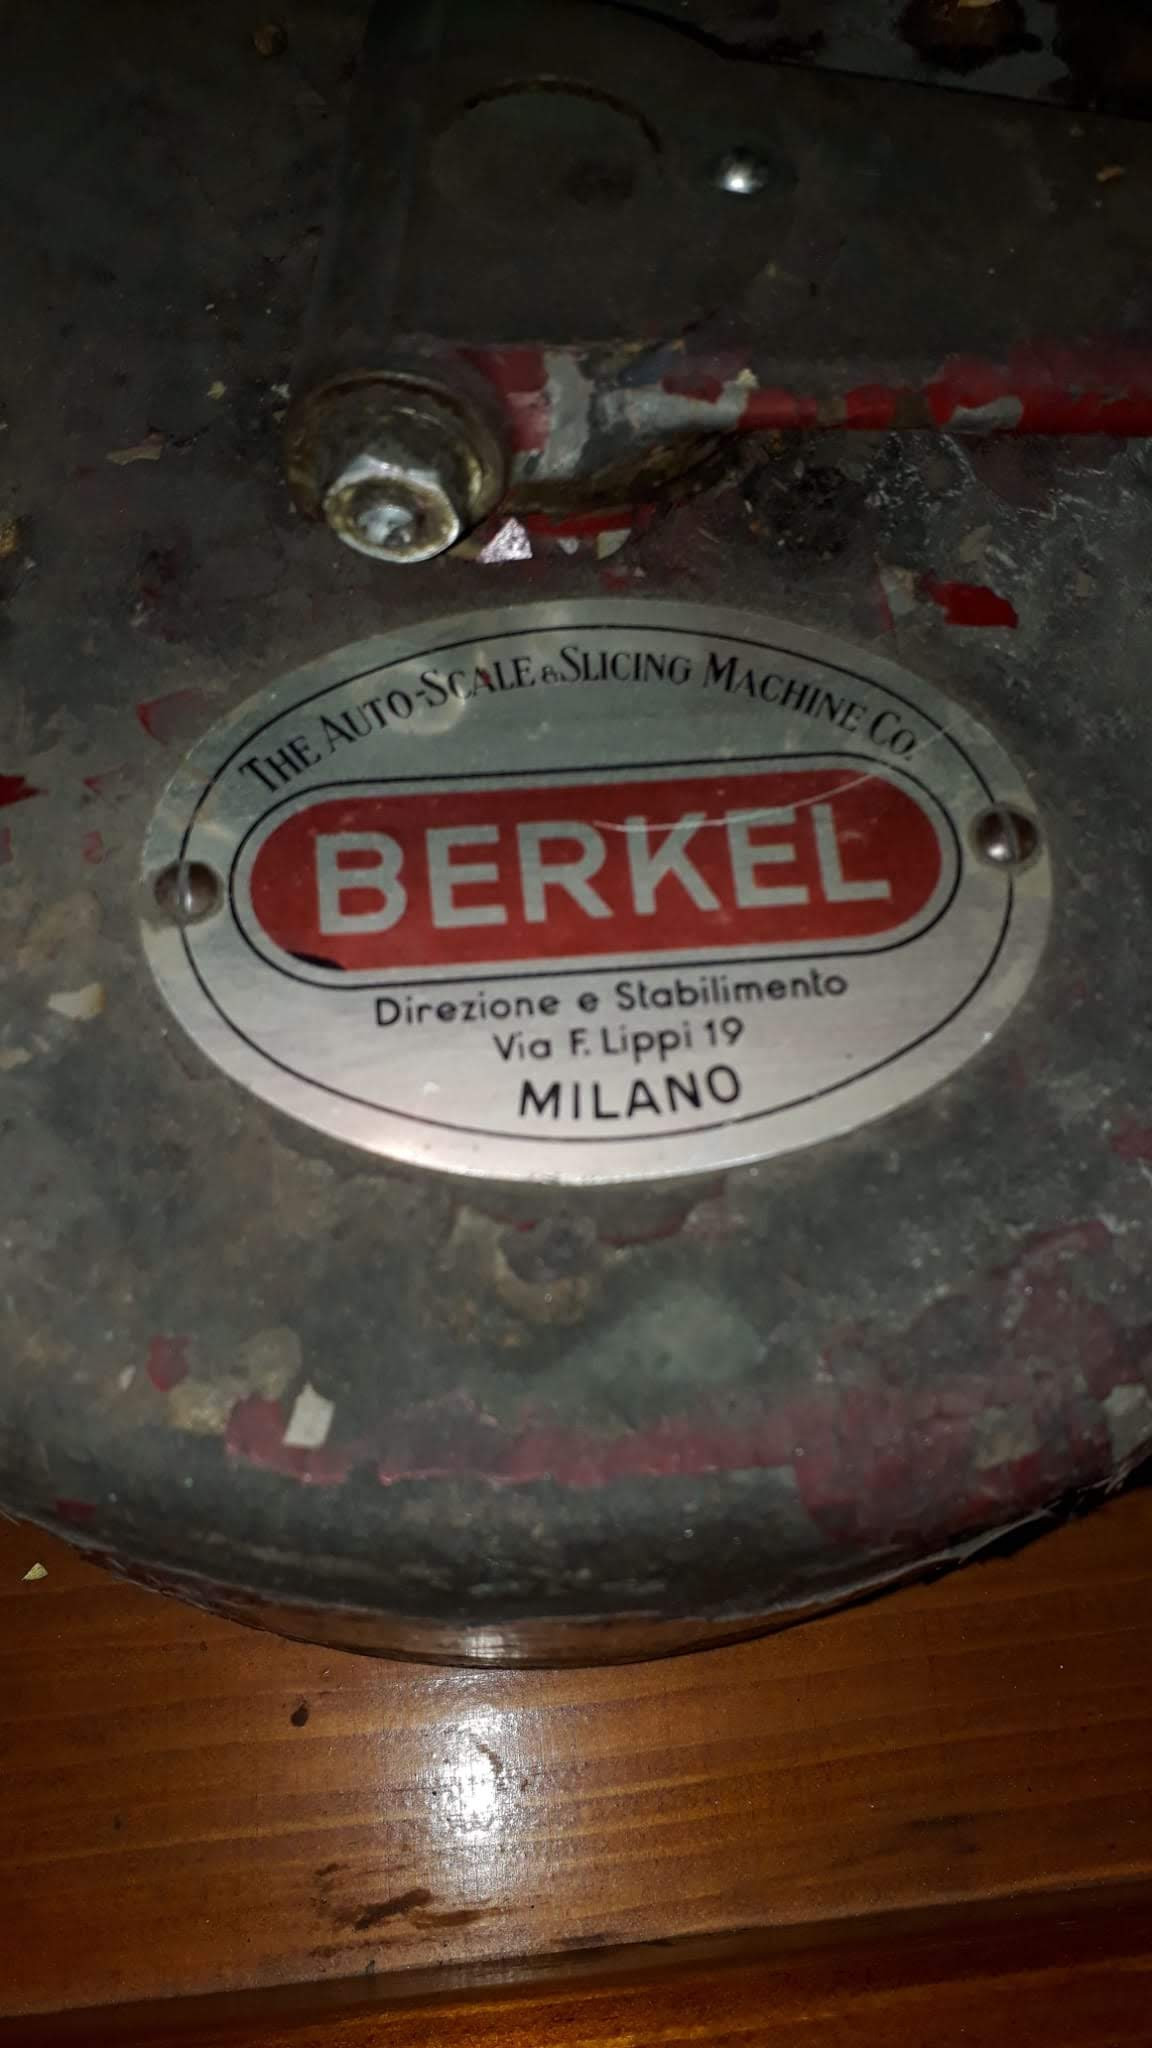 THE AUTO-SCALE & SLICING MACHINE CO.
BERKEL
Direzione e Stabilimento
Via F. Lippi 19
MILANO